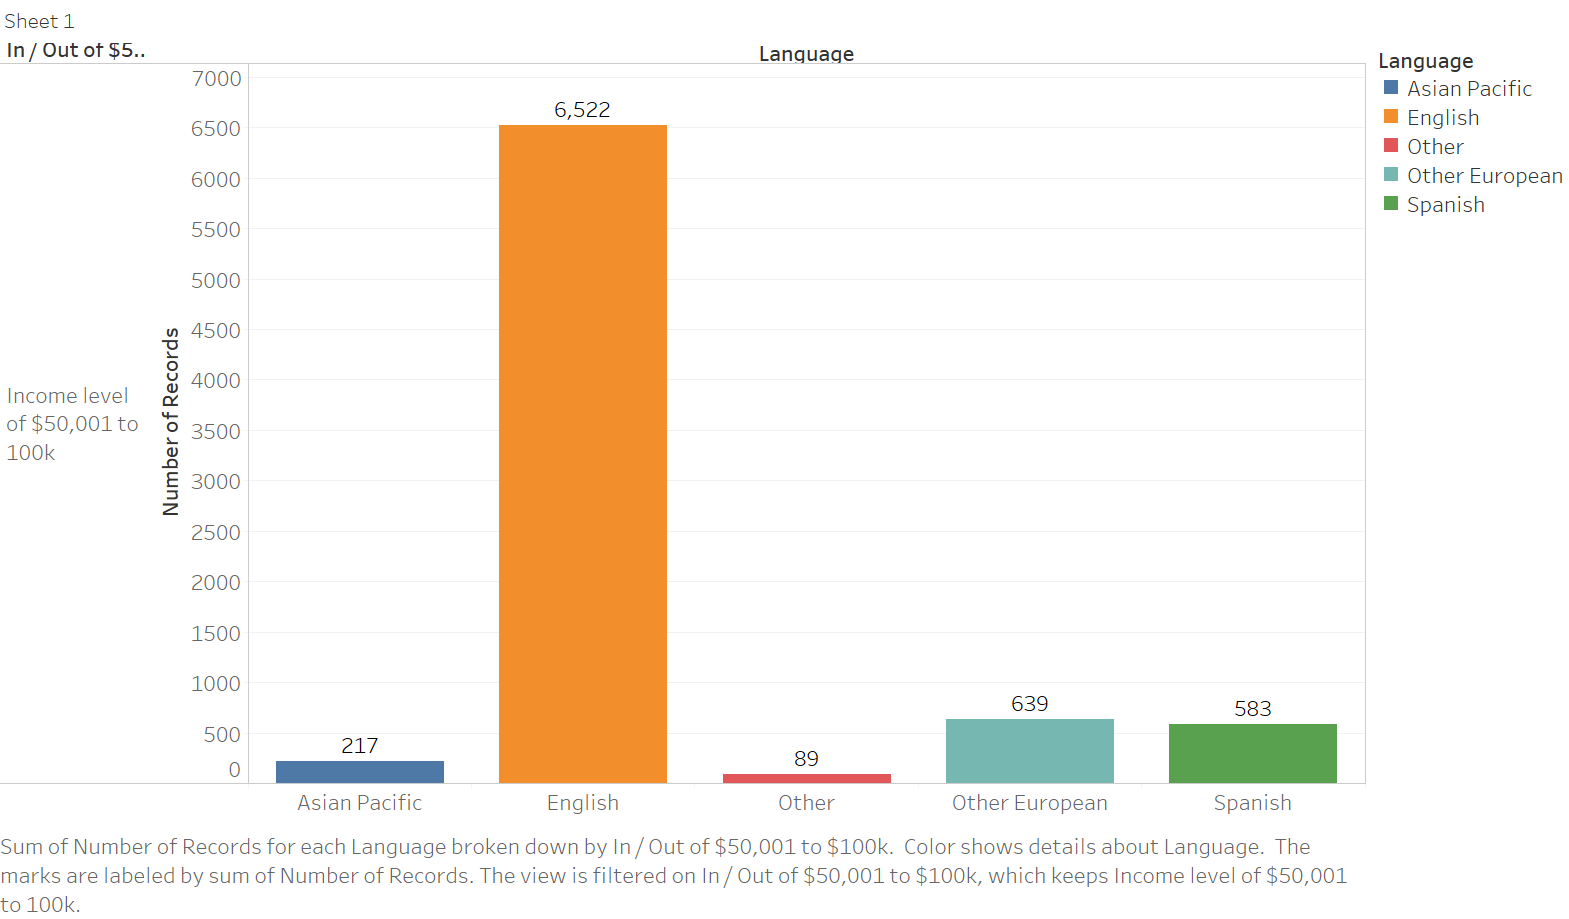 Sheet 1
In / Out of $5..
Language
7000
6500
6000
5500
5000
4500
4000
3500
3000
2500
2000
1500
1000
500
0
Number of Records
Income level
of $50,001 to
100k
217
6,522
89
639
583
Asian Pacific
English
Other
Other European
Spanish
Language
Asian Pacific
English
Other
Other European
Spanish
Sum of Number of Records for each Language broken down by In / Out of $50,001 to $100k.  Color shows details about Language.  The
marks are labeled by sum of Number of Records. The view is filtered on In / Out of $50,001 to $100k, which keeps Income level of $50,001
to 100k.